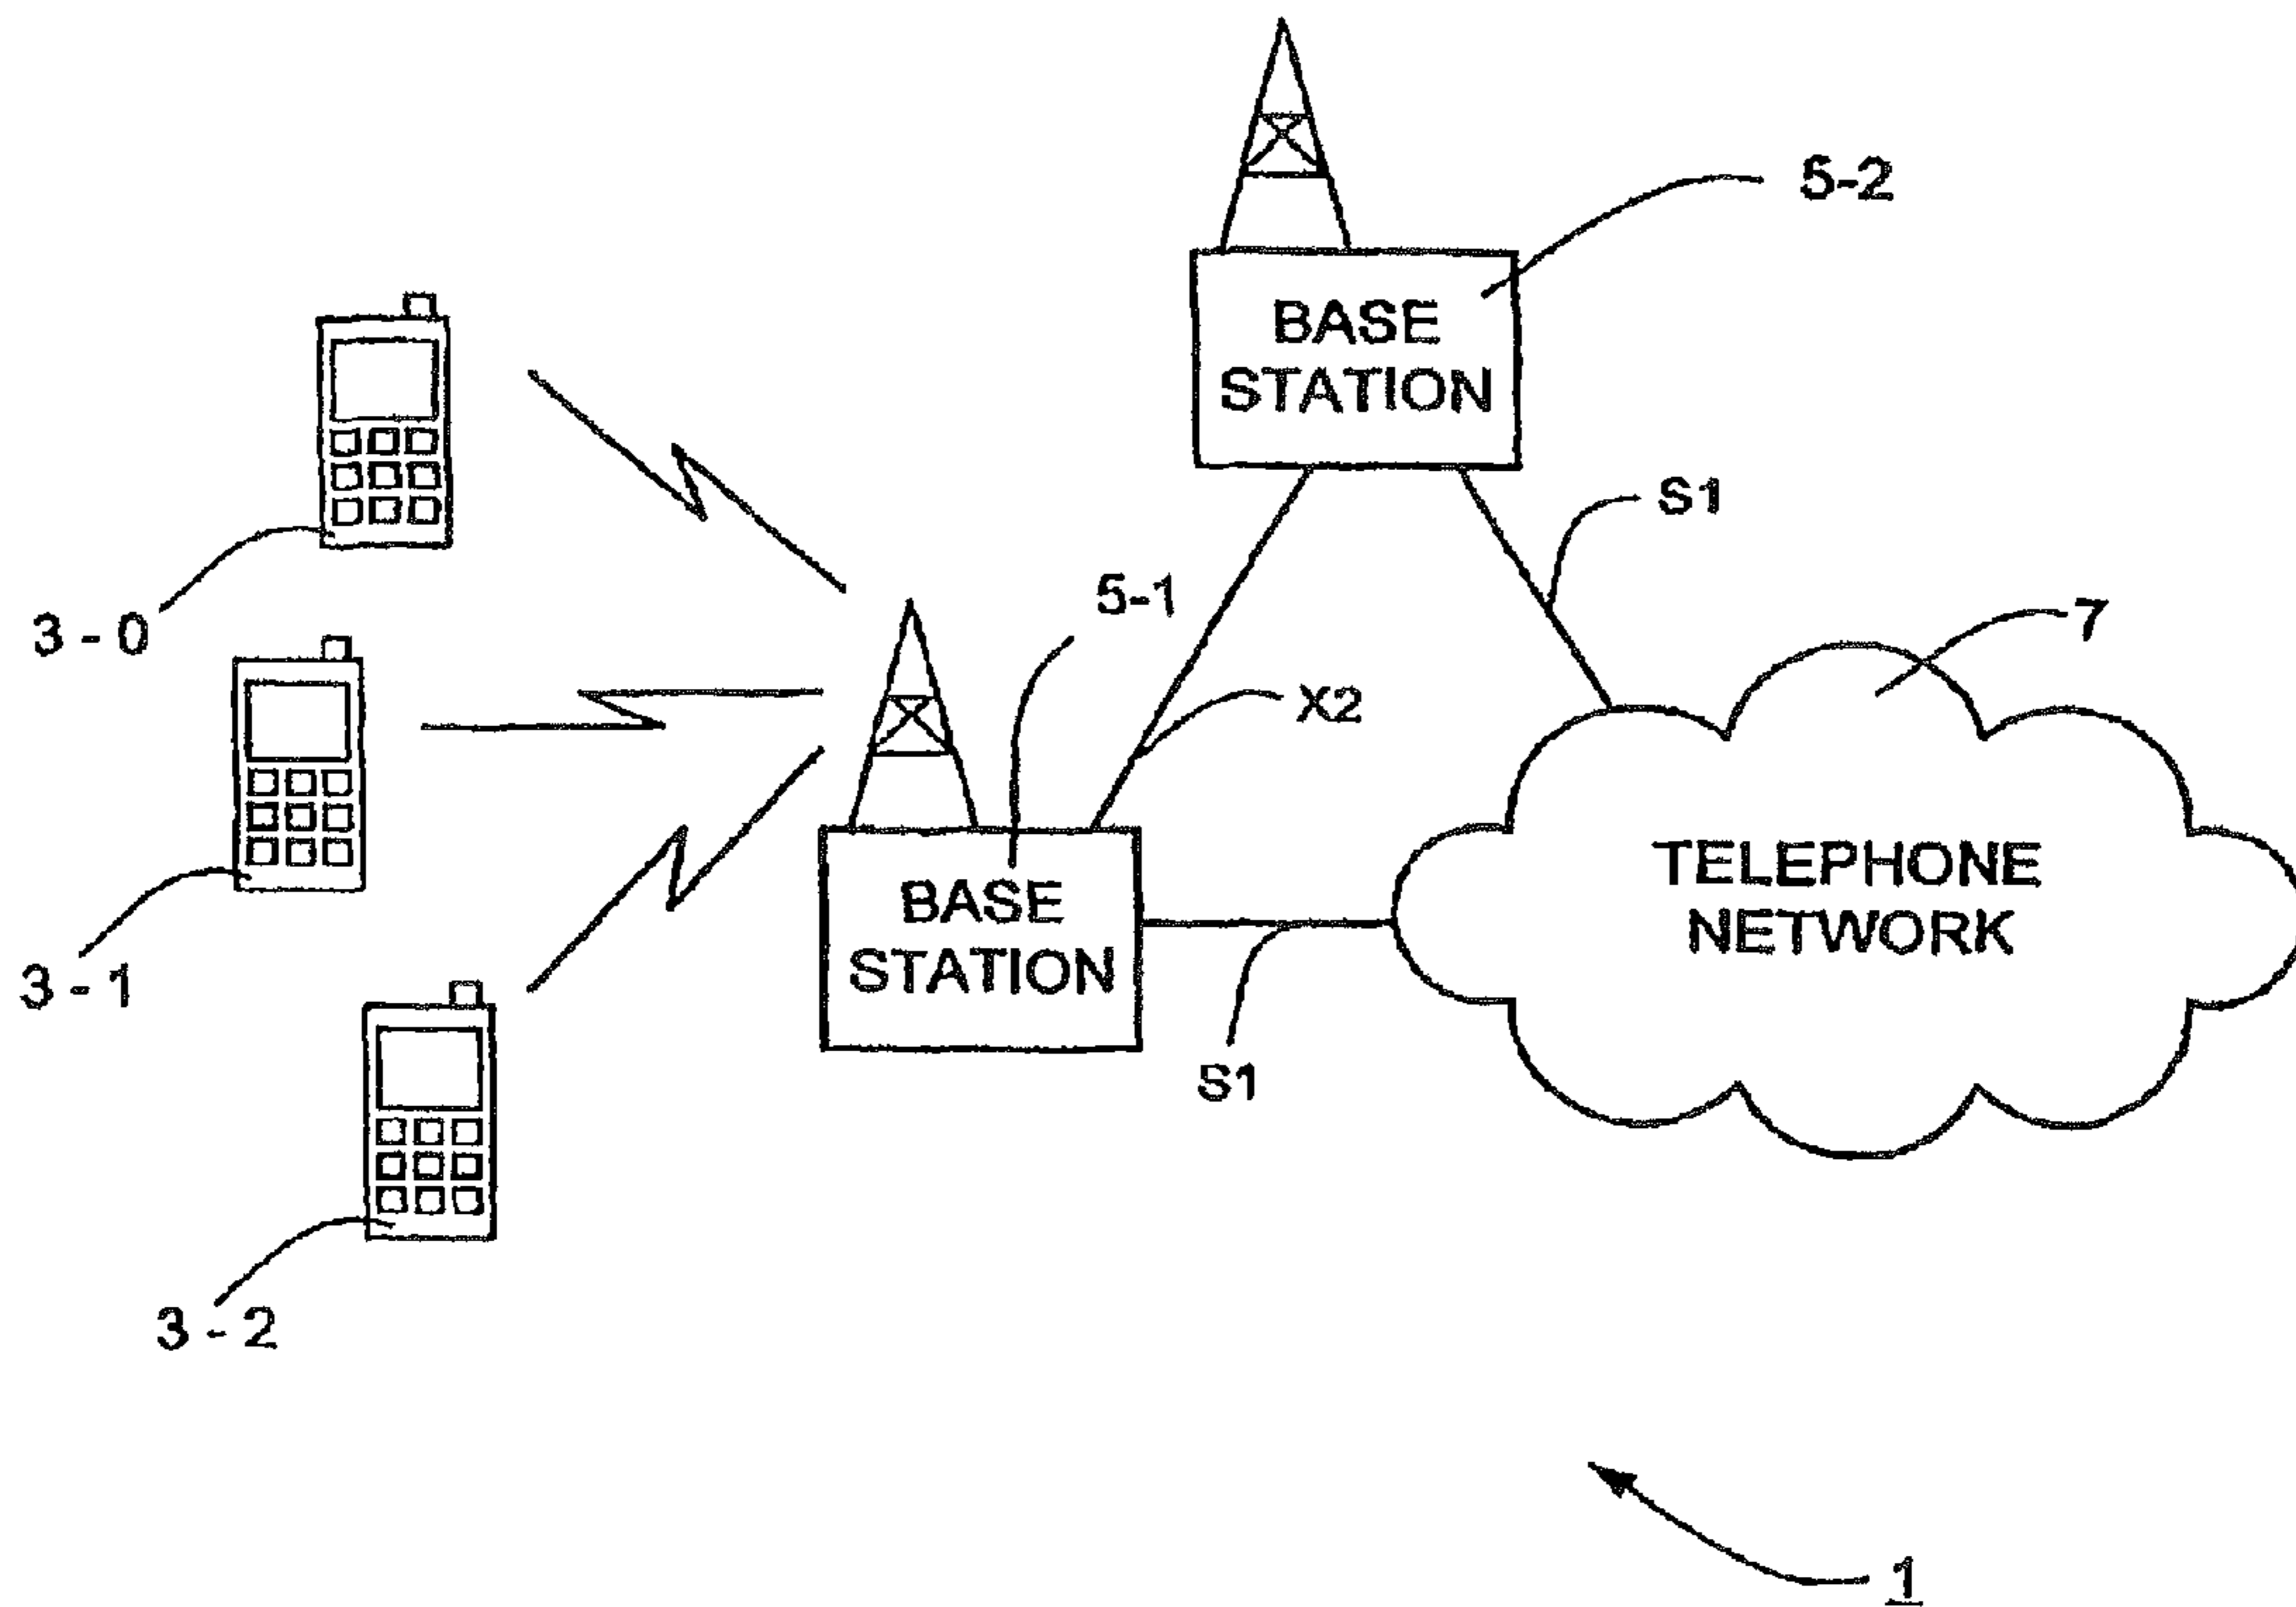 5-2
BASE
STATION
S1
5-1
7
3 - 0
X2
TELEPHONE
NETWORK
BASE
STATION
3 - 1
S1
3 - 2
1